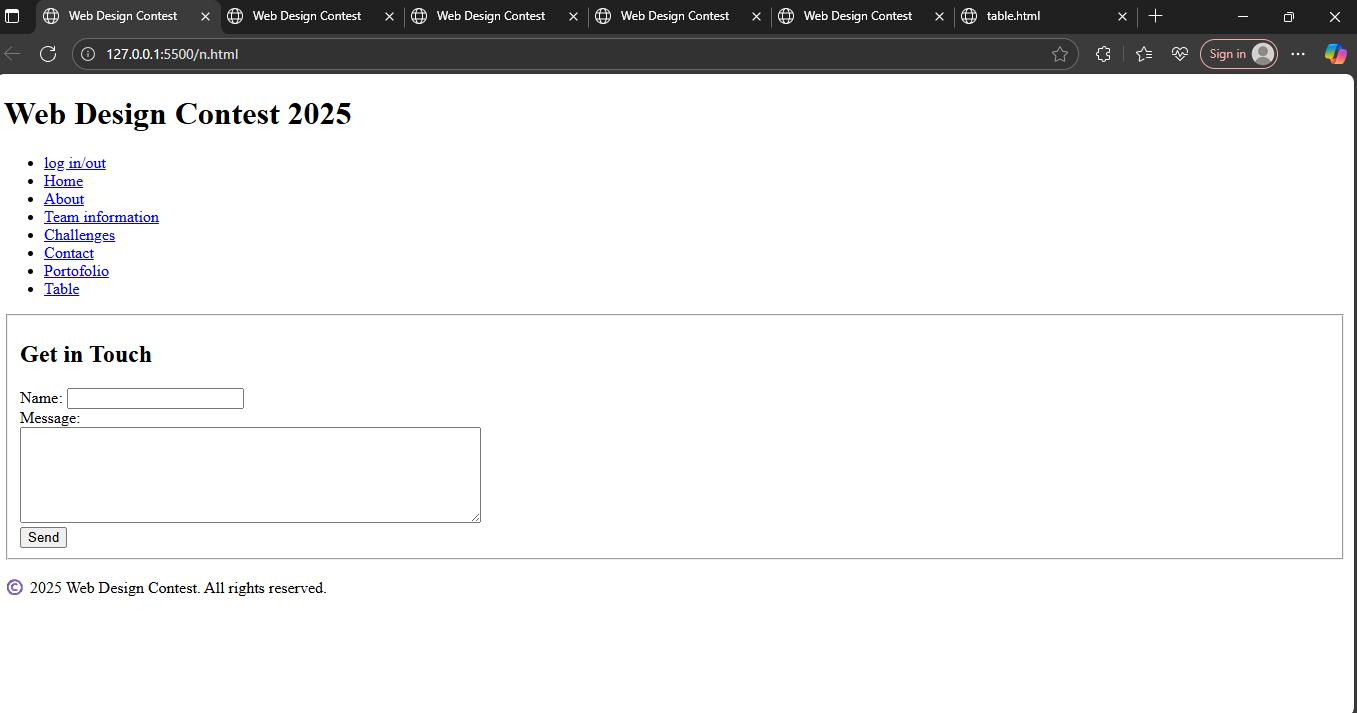 Web Design Contest
Web Design Contest
Web Design Contest
Web Design Contest
Web Design Contest
table.html
127.0.0.1:5500/n.html
Sign in
Web Design Contest 2025
log in/out
Home
About
Team information
Challenges
Contact
Portofolio
Table
Get in Touch
Name:
Message:
Send
© 2025 Web Design Contest. All rights reserved.